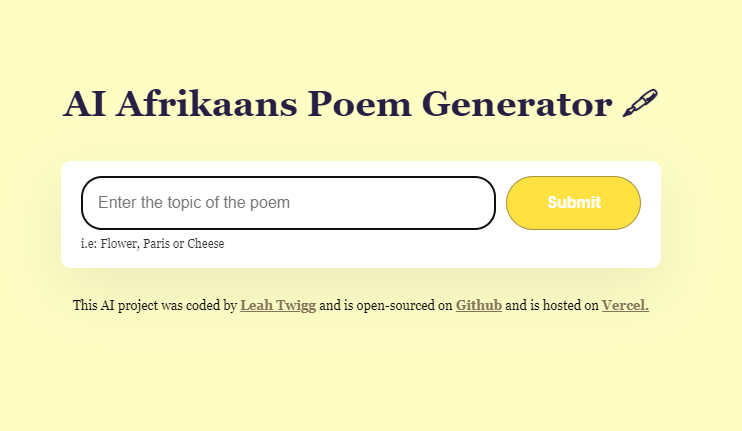 AI Afrikaans Poem Generator 🖋
Enter the topic of the poem
Submit
i.e: Flower, Paris or Cheese
This AI project was coded by Leah Twigg and is open-sourced on Github and is hosted on Vercel.